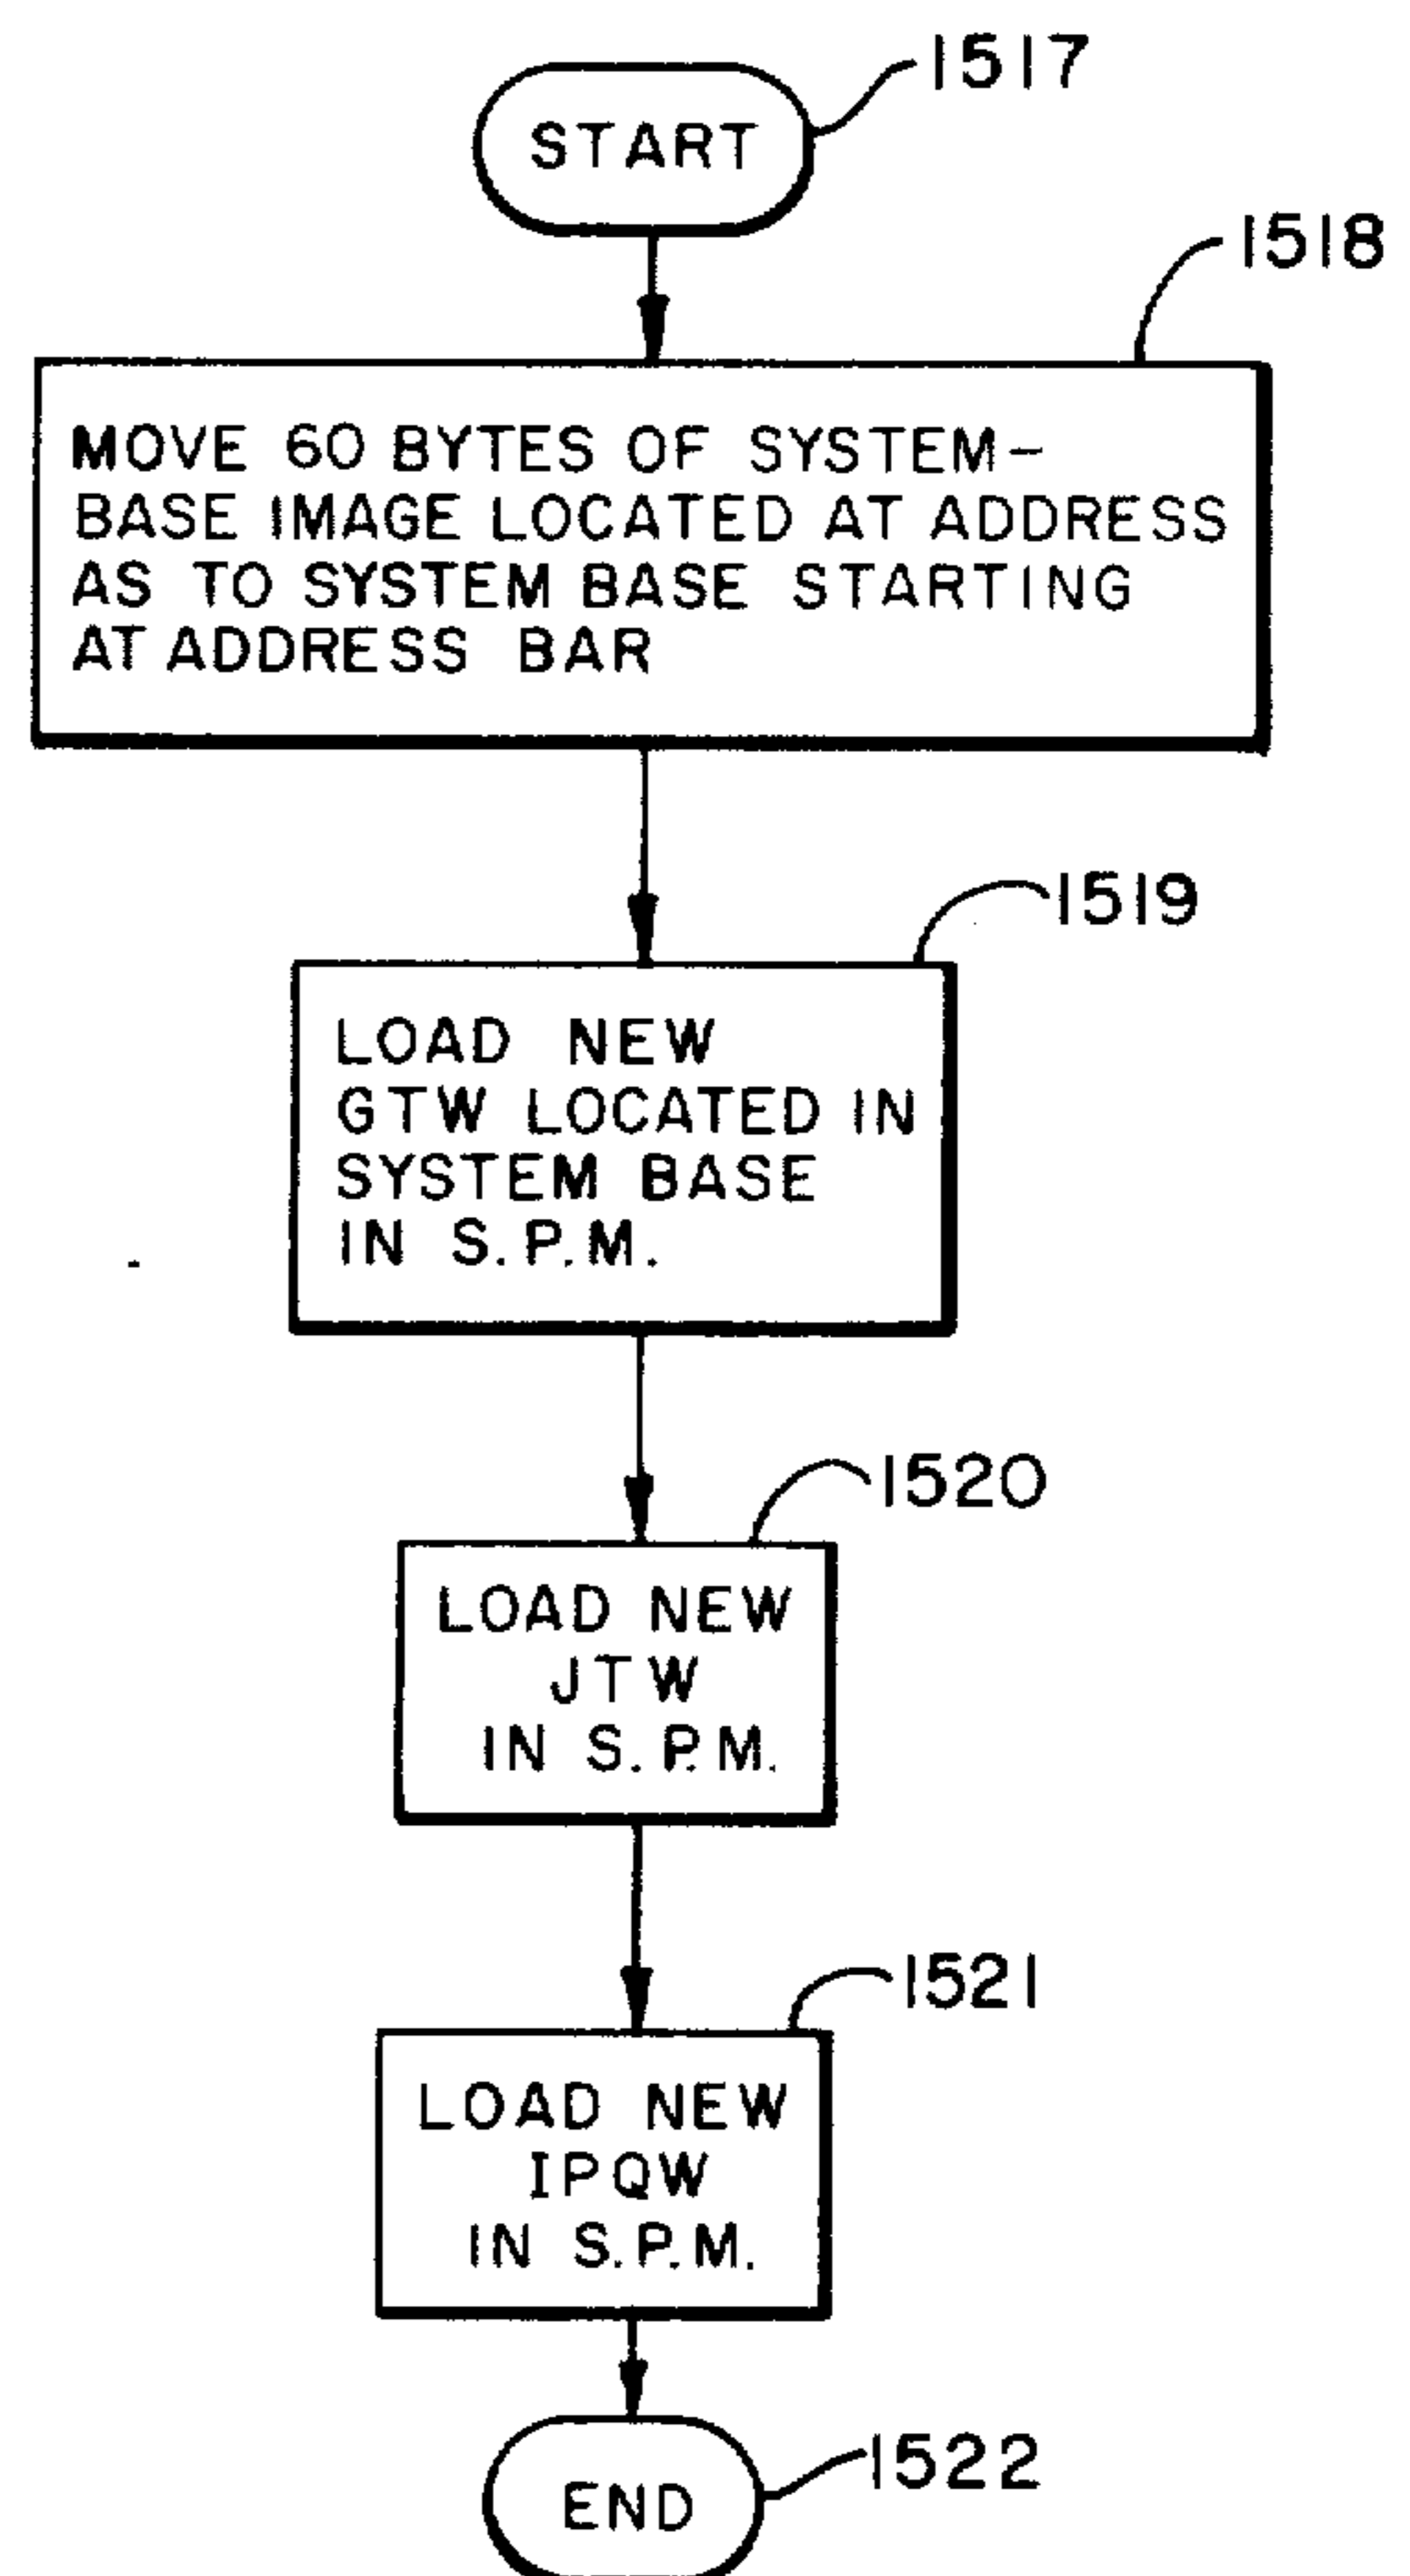 1517
START
1518
MOVE 60 BYTES OF SYSTEM-
BASE IMAGE LOCATED AT ADDRESS
AS TO SYSTEM BASE STARTING
AT ADDRESS BAR
1519
LOAD NEW
GTW LOCATED IN
SYSTEM BASE
IN S.P.M.
1520
LOAD NEW
JTW
IN S.P.M.
1521
LOAD NEW
IPQW
IN S.P.M.
1522
END